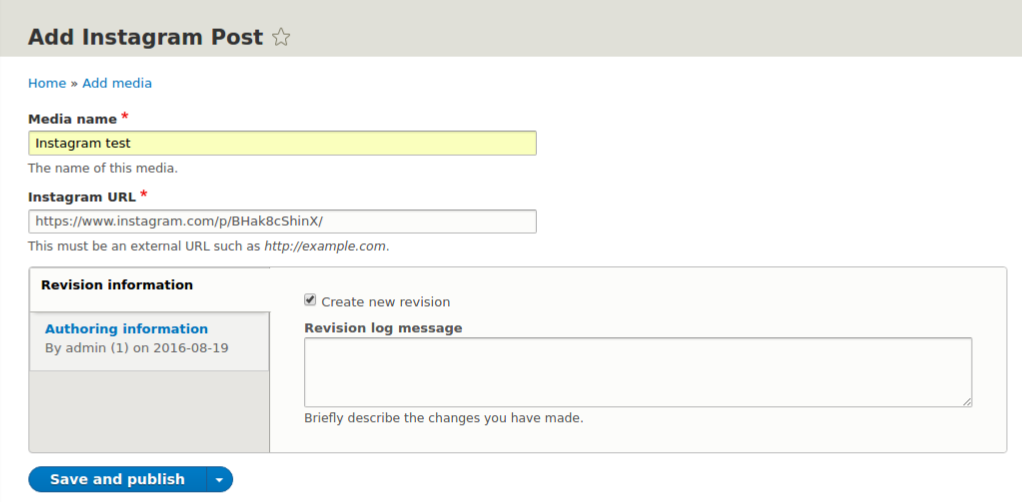 Add Instagram Post
Home » Add media
Media name *
Instagram test
The name of this media.
Instagram URL *
https://www.instagram.com/p/BHak8cShinX/
This must be an external URL such as http://example.com.
Revision information
Authoring information
By admin (1) on 2016-08-19
Create new revision
Revision log message
Briefly describe the changes you have made.
Save and publish